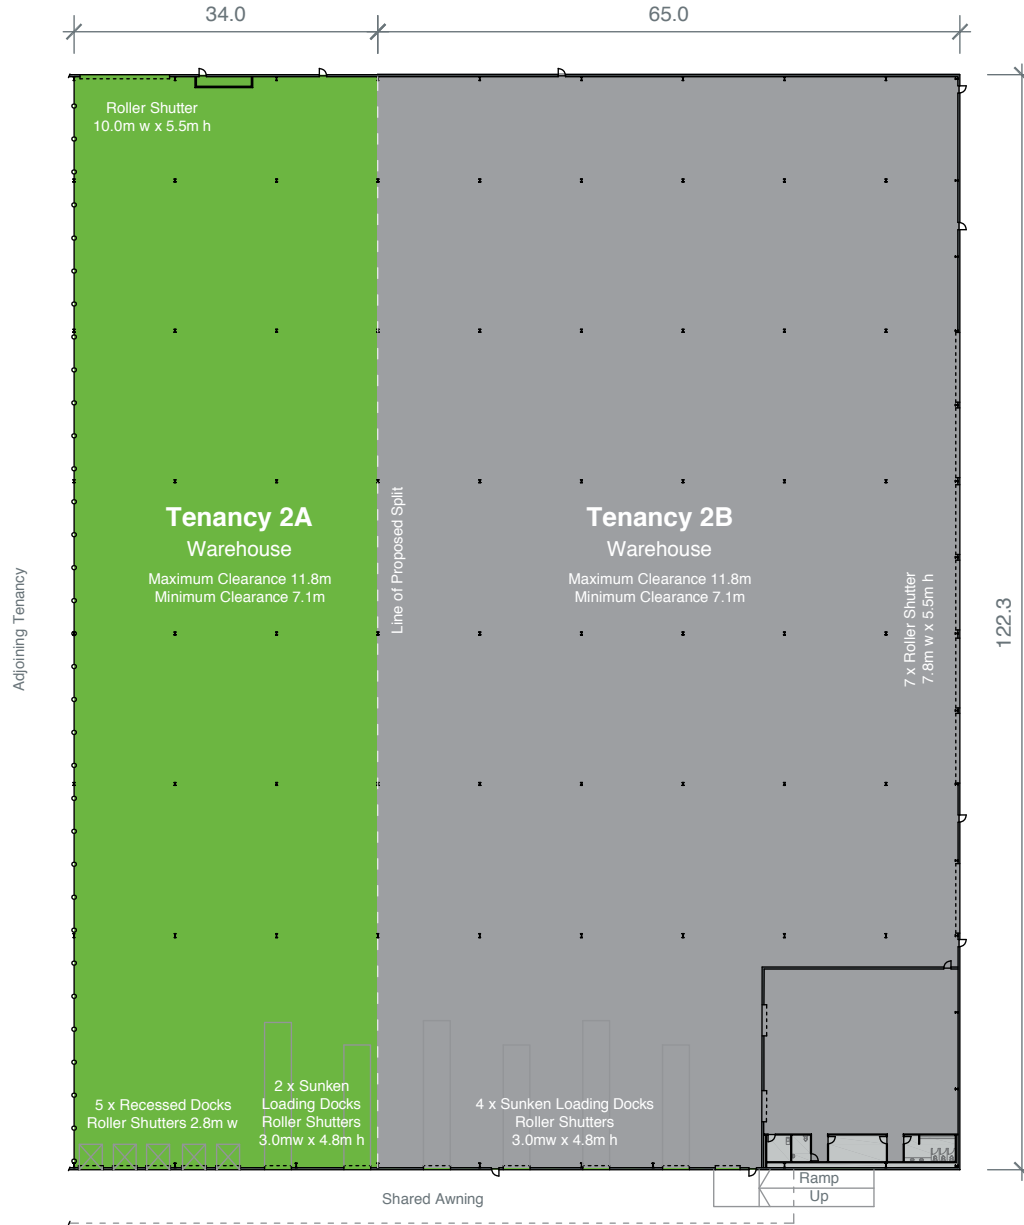 34.0
65.0
Roller Shutter
10.0m w x 5.5m h
Tenancy 2A
Warehouse
Maximum Clearance 11.8m
Minimum Clearance 7.1m
Line of Proposed Split
Tenancy 2B
Warehouse
Maximum Clearance 11.8m
Minimum Clearance 7.1m
7 x Roller Shutter
7.8m w x 5.5m h
122.3
Adjoining Tenancy
5 x Recessed Docks
Roller Shutters 2.8m w
2 x Sunken
Loading Docks
Roller Shutters
3.0mw x 4.8m h
4 x Sunken Loading Docks
Roller Shutters
3.0mw x 4.8m h
Shared Awning
Ramp
Up